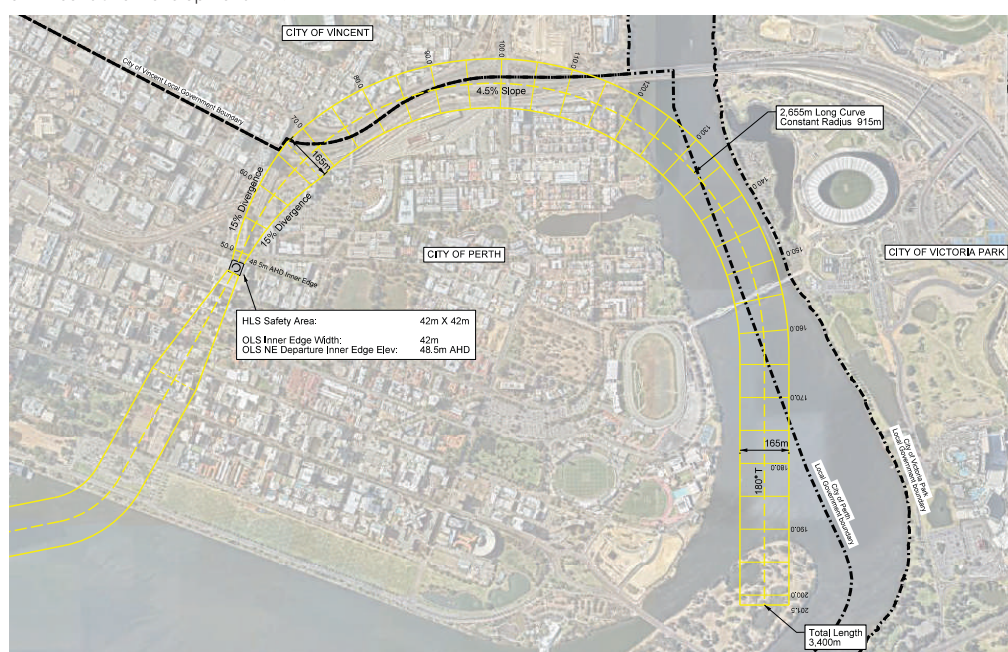 CITY OF VINCENT
City of Vincent Local Government Boundary
70.0
80.0
90.0
100.0
110.0
120.0
130.0
140.0
150.0
160.0
170.0
180.0
190.0
200.0
201.5
4.5% Slope
2,655m Long Curve
Constant Radius 915m
165m
60.0
50.0
15% Divergence
15% Divergence
48.5m AHD Inner Edge
CITY OF PERTH
CITY OF VICTORIA PARK
HLS Safety Area: 42m X 42m
OLS Inner Edge Width: 42m
OLS NE Departure Inner Edge Elev: 48.5m AHD
165m
180°T
City of Perth
Local Government boundary
City of Victoria Park
Local Government boundary
Total Length
3,400m